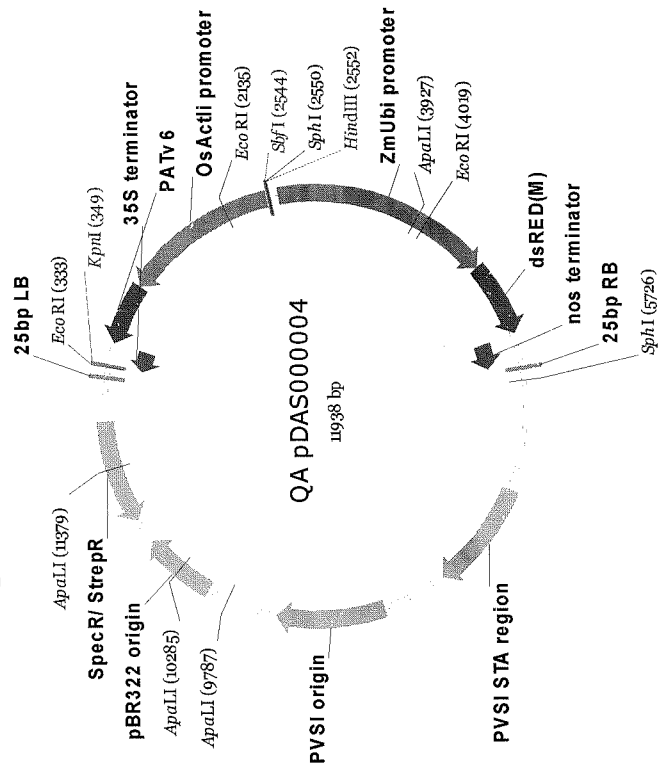 25bp LB
EcoRI (333)
KpnI (349)
35S terminator
PATv6
OsActIi promoter
EcoRI (2135)
SbfI (2544)
SphI (2550)
HindIII (2552)
ZmUbi promoter
ApaLI (3927)
EcoRI (4019)
dsRED(M)
nos terminator
25bp RB
SphI (5726)
QA pDAS000004
11938 bp
ApaLI (11379)
SpecR/ StrepR
pBR322 origin
ApaLI (10285)
ApaLI (9787)
PVSI origin
PVSI STA region